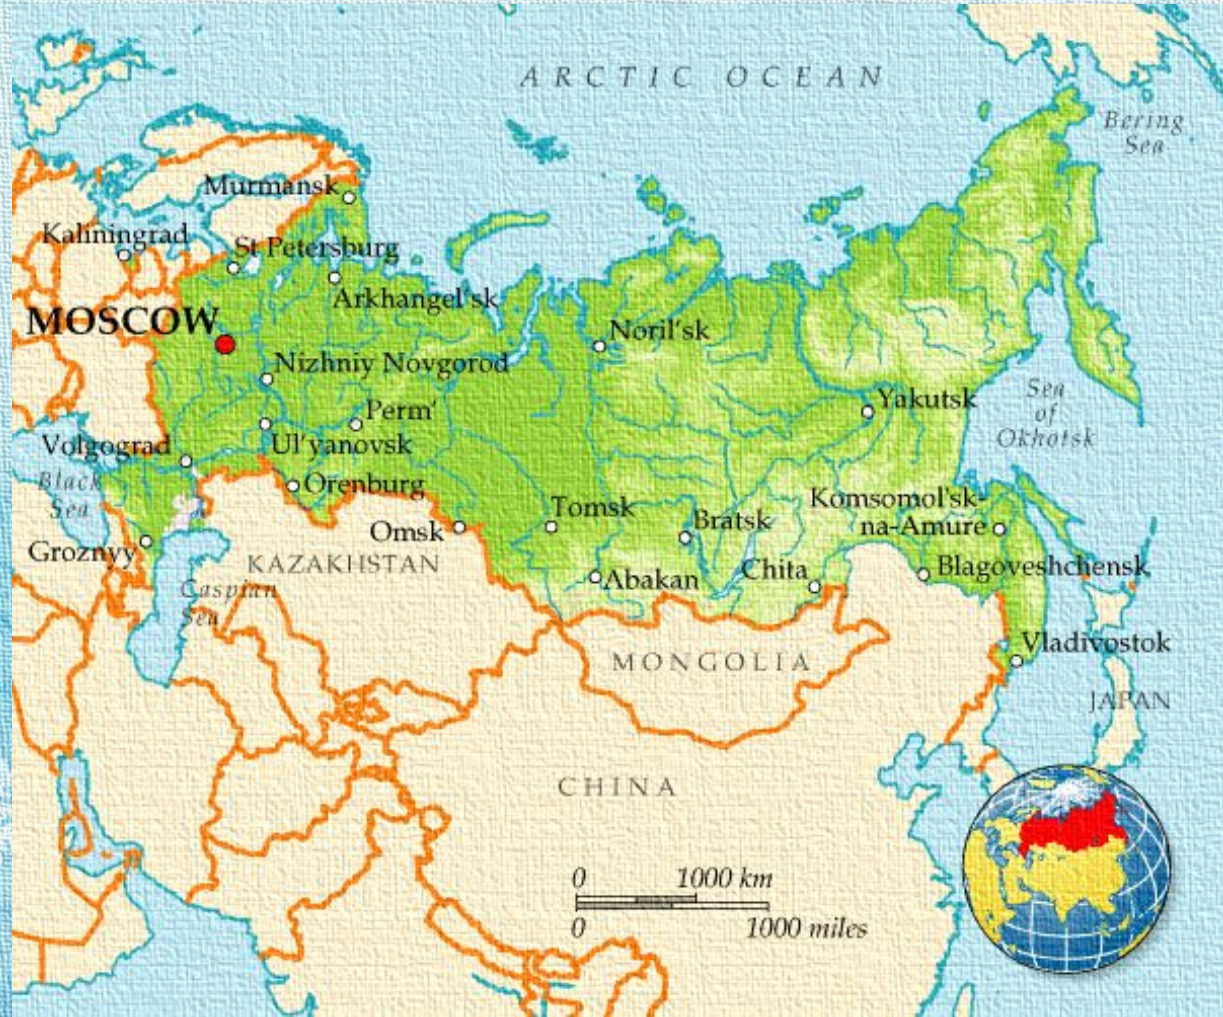 ARCTIC OCEAN
Bering
Sea
Murmansk
Kaliningrad
St Petersburg
Arkhangel'sk
MOSCOW
Noril'sk
Nizhniy Novgorod
Sea
of
Okhotsk
Yakutsk
Perm'
Ul'yanovsk
Volgograd
Black
Sea
Orenburg
Komsomol'sk-
na-Amure
Tomsk
Bratsk
Omsk
Groznyy
KAZAKHSTAN
Blagoveshchensk
Chita
Abakan
Caspian
Sea
Vladivostok
MONGOLIA
JAPAN
CHINA
0 1000 km
0 1000 miles